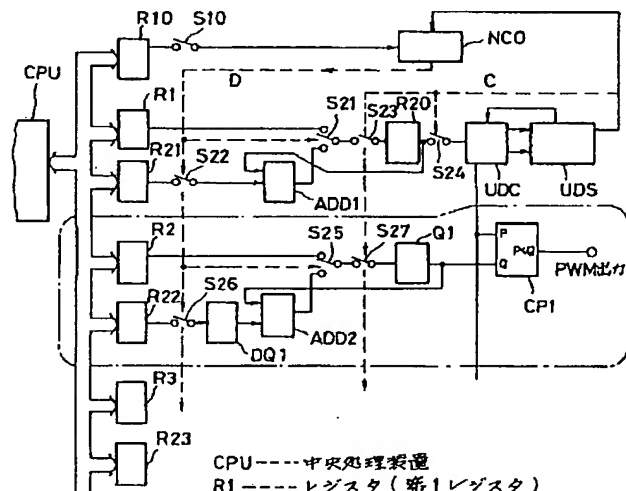 R10
S10
NCO
CPU
D
C
R1
S21
S23
R20
R21
S22
S24
ADD1
UDC
UDS
R2
S25
S27
Q1
P
P<Q
Q
PWM出力
CP1
R22
S26
DQ1
ADD2
R3
R23
CPU----中央処理装置
R1----レジスタ(第1レジスタ)